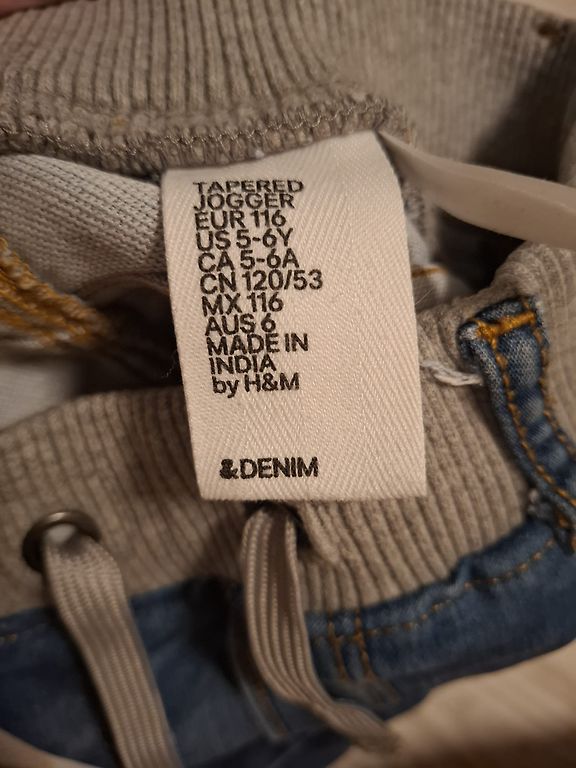 TAPERED
JOGGER
EUR 116
US 5-6Y
CA 5-6A
CN 120/53
MX 116
AUS 6
MADE IN
INDIA
by H&M
&DENIM